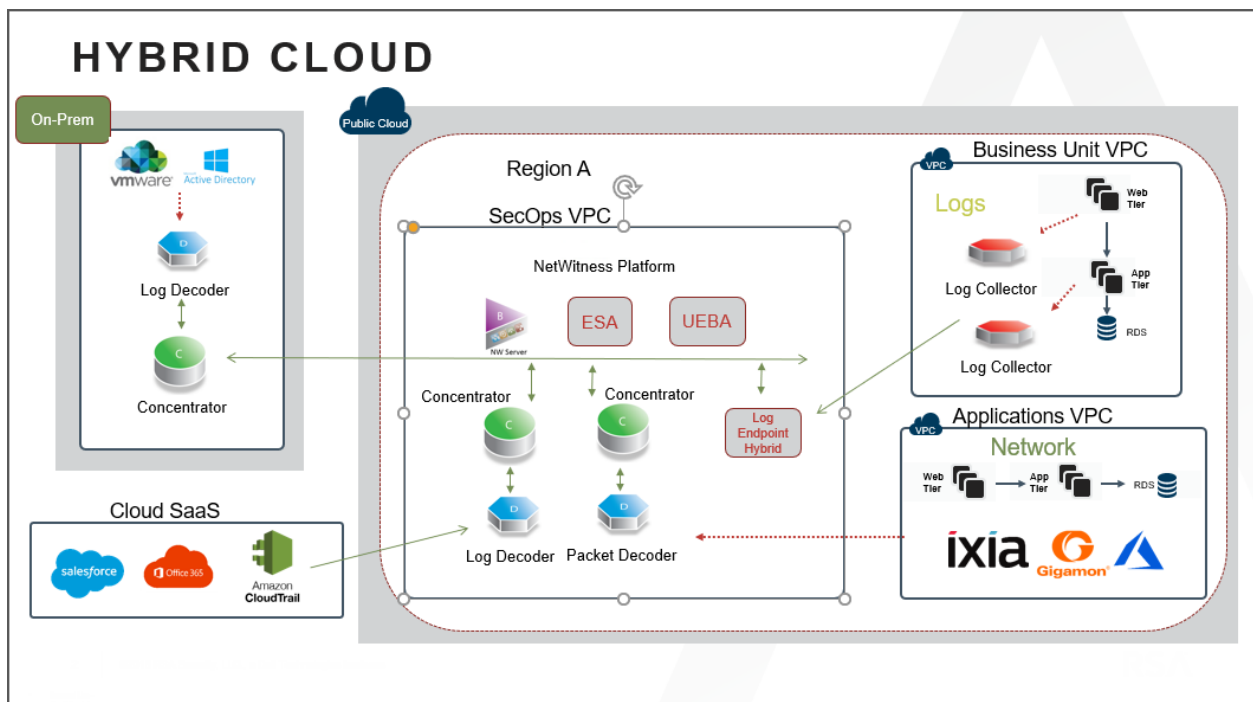 HYBRID CLOUD
On-Prem
vmware
Active Directory
D
Log Decoder
C
Concentrator
Cloud SaaS
salesforce
Office 365
Amazon
CloudTrail
Public Cloud
Region A
SecOps VPC
NetWitness Platform
B
NW Server
ESA
UEBA
Concentrator
Concentrator
C
C
Log
Endpoint
Hybrid
D
D
Log Decoder
Packet Decoder
Business Unit VPC
VPC
Logs
Web
Tier
Log Collector
App
Tier
RDS
Log Collector
Applications VPC
VPC
Network
Web
Tier
App
Tier
RDS
ixia
Gigamon®